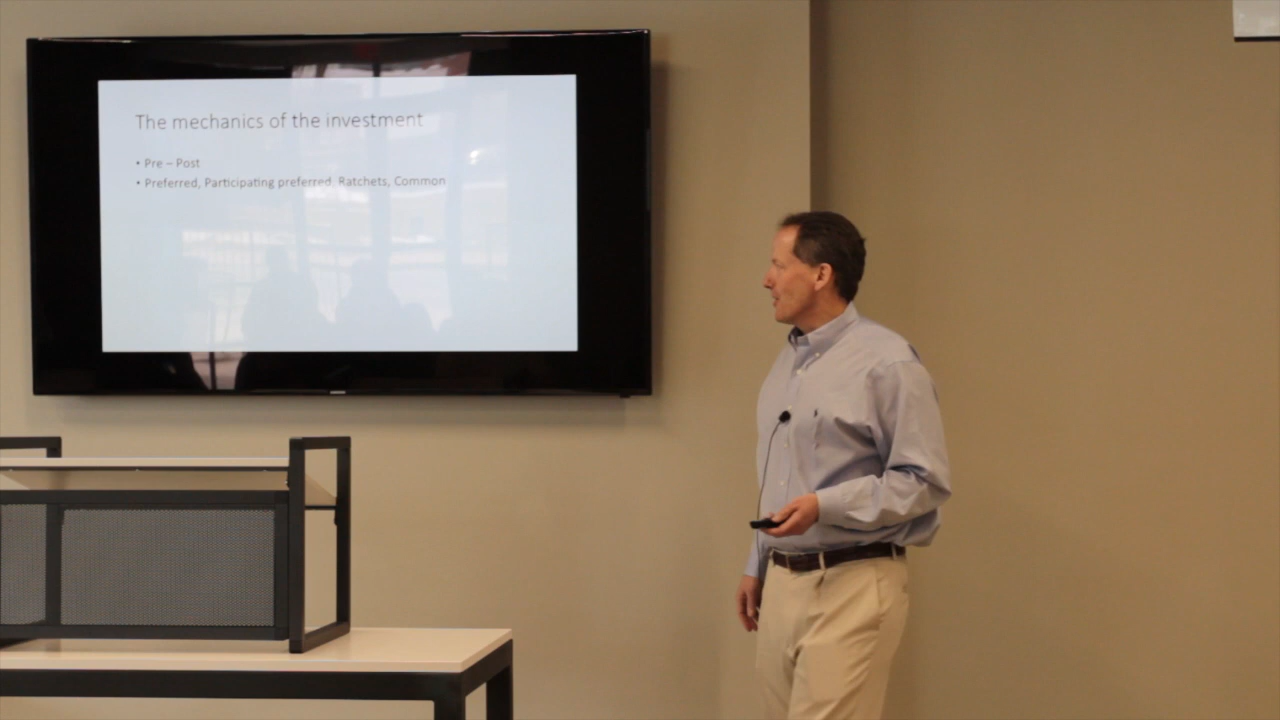 The mechanics of the investment
• Pre – Post
• Preferred, Participating preferred, Ratchets, Common